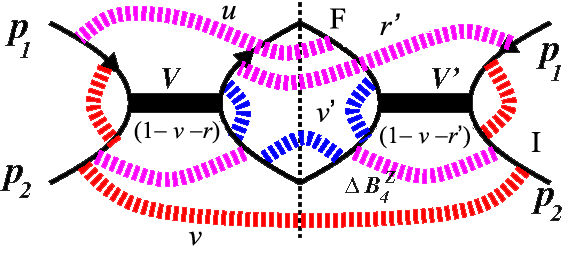 p₁ u F r’ p₁
V v’ V’
(1– v –r) (1– v –r’)
I
p₂ ΔB₄ᶻ p₂
v